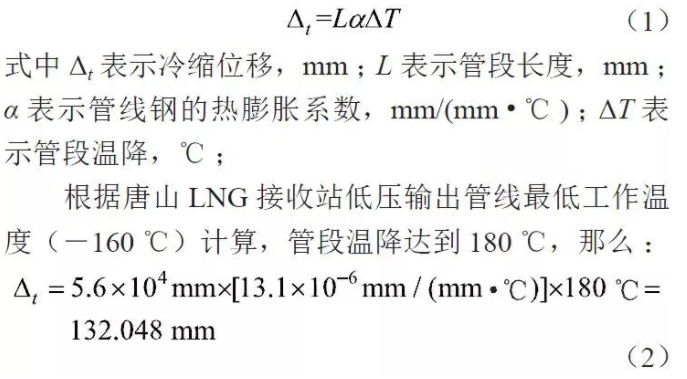 Δt=LαΔT （1）
式中 Δt 表示冷缩位移，mm；L 表示管段长度，mm；
α 表示管线钢的热膨胀系数，mm/(mm•℃)；ΔT 表
示管段温降，℃；
根据唐山 LNG 接收站低压输出管线最低工作温
度（－160 ℃）计算，管段温降达到 180 ℃，那么：
Δt = 5.6×10⁴ mm×[13.1×10⁻⁶ mm / (mm•℃)]×180 ℃=
132.048 mm
（2）